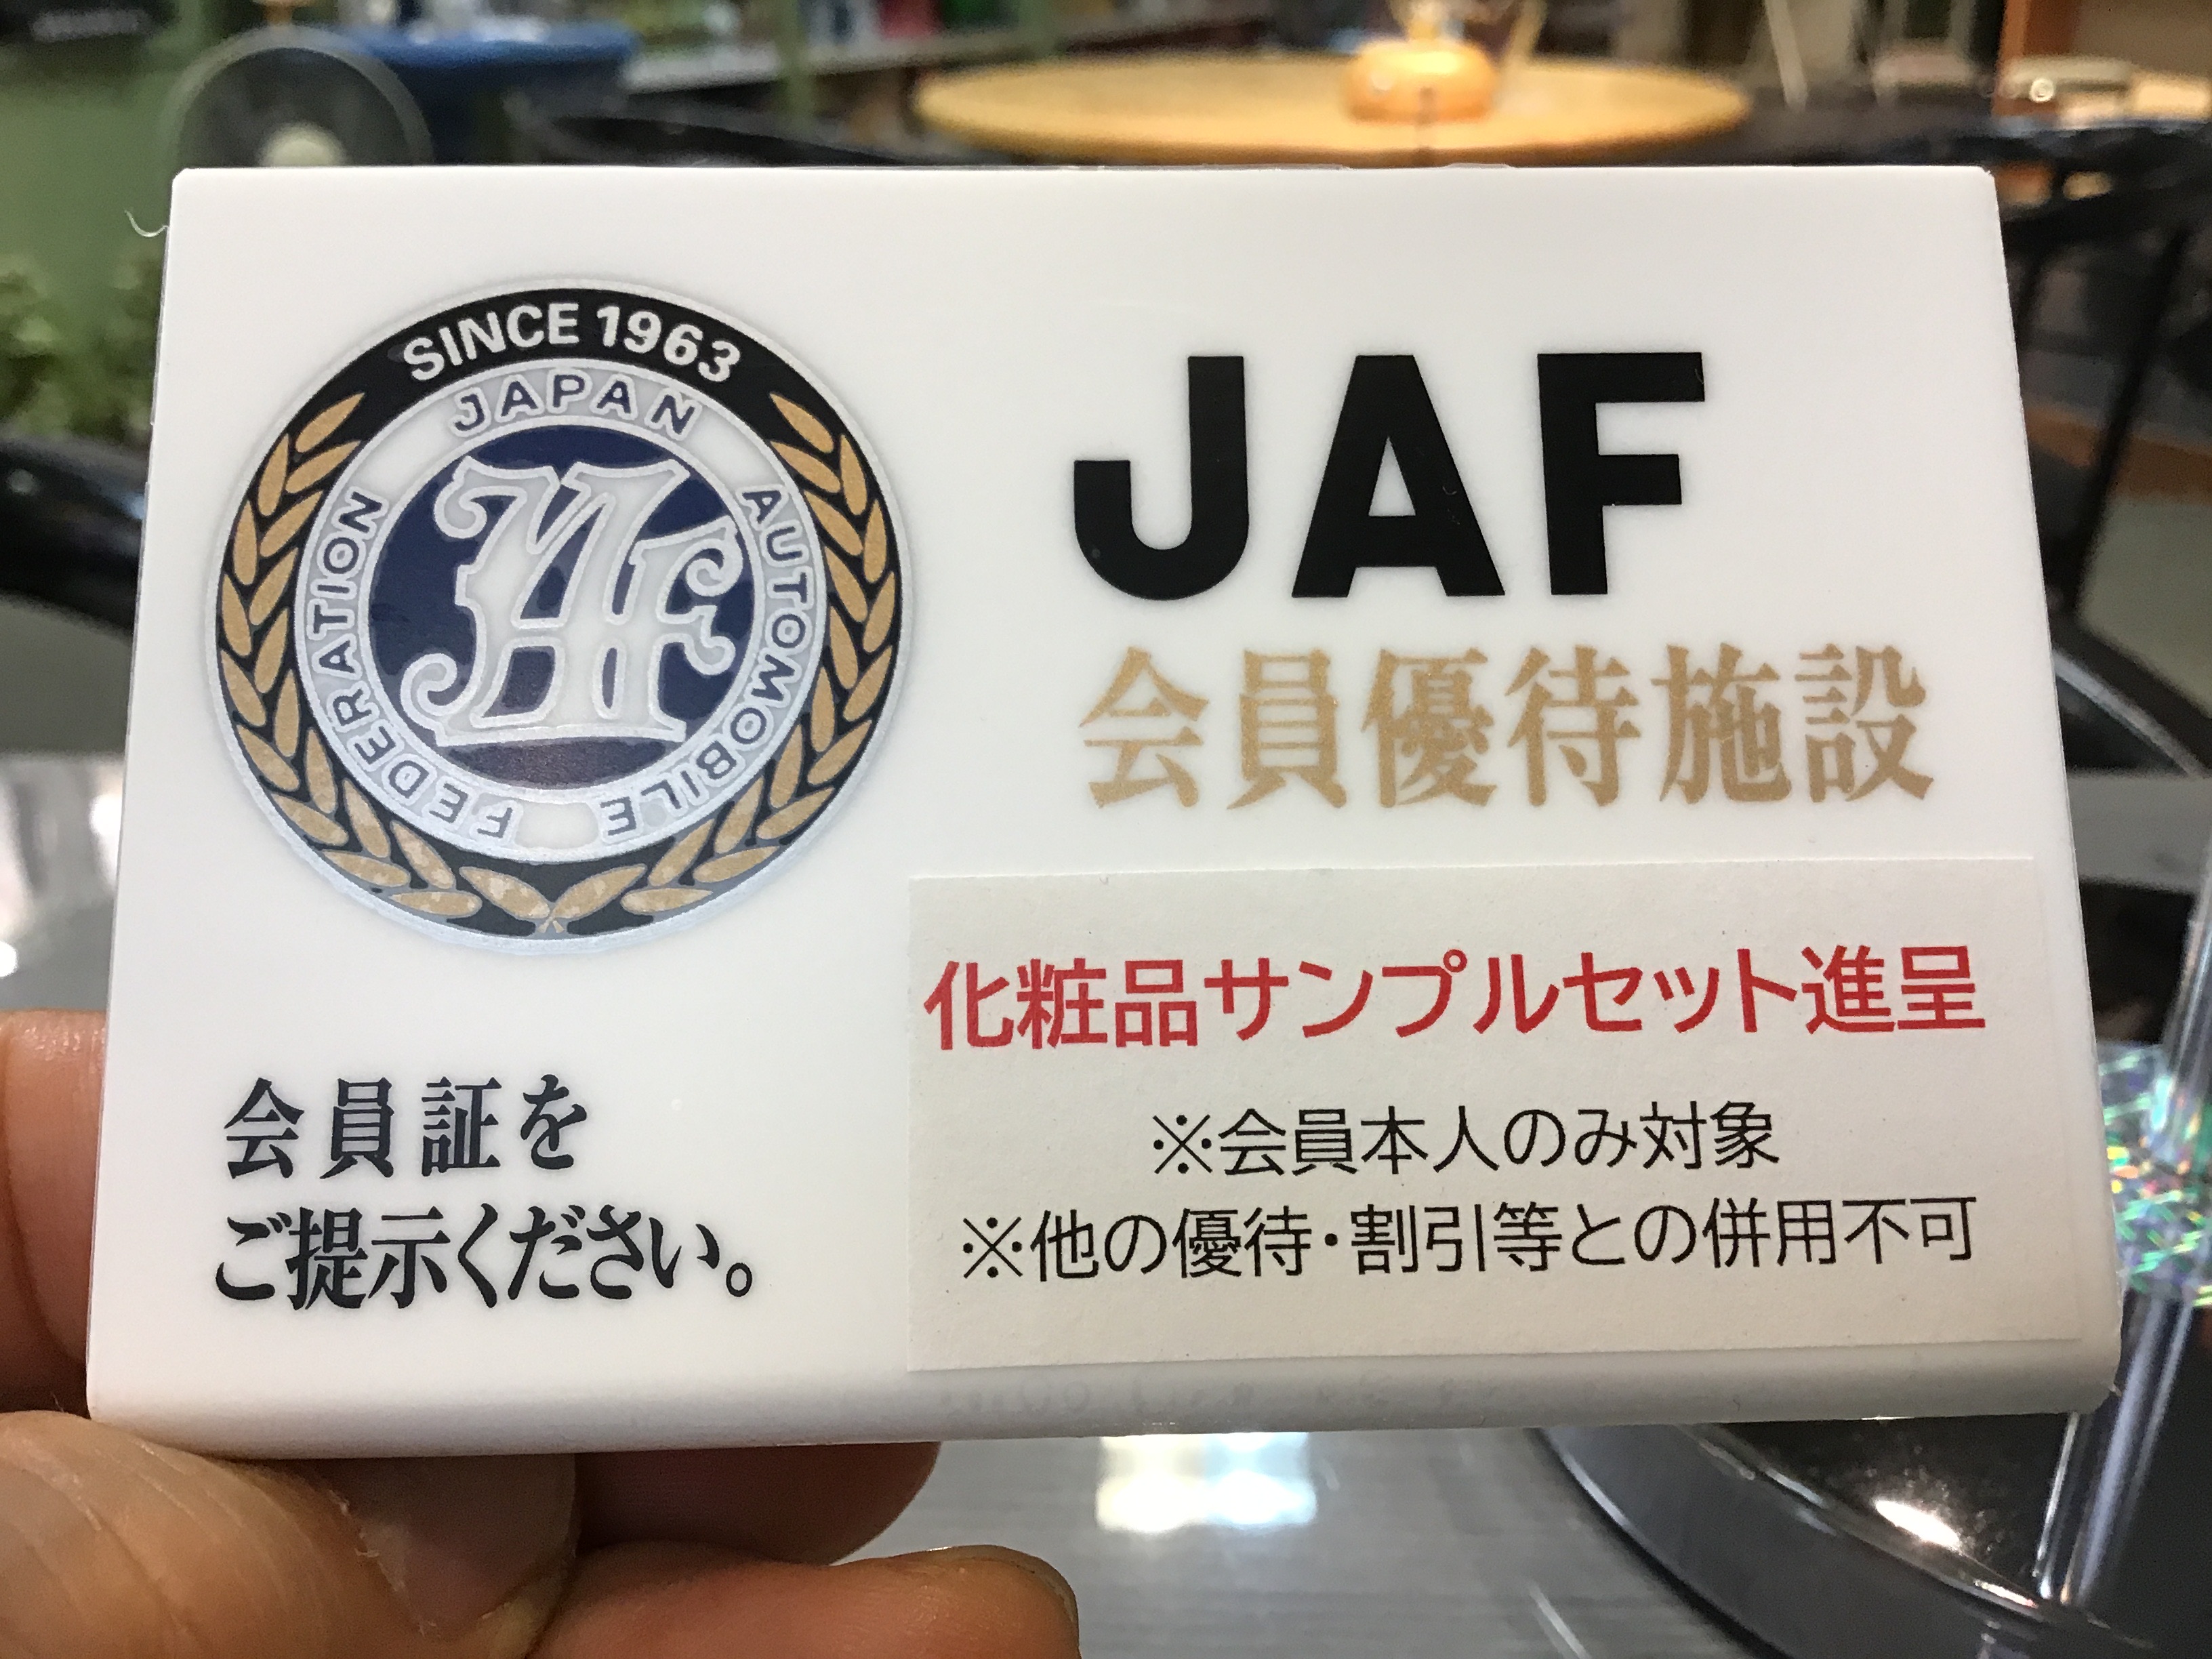 SINCE 1963
JAPAN AUTOMOBILE FEDERATION
JAF
JAF
会員優待施設
化粧品サンプルセット進呈
※会員本人のみ対象
※他の優待・割引等との併用不可
会員証を
ご提示ください。